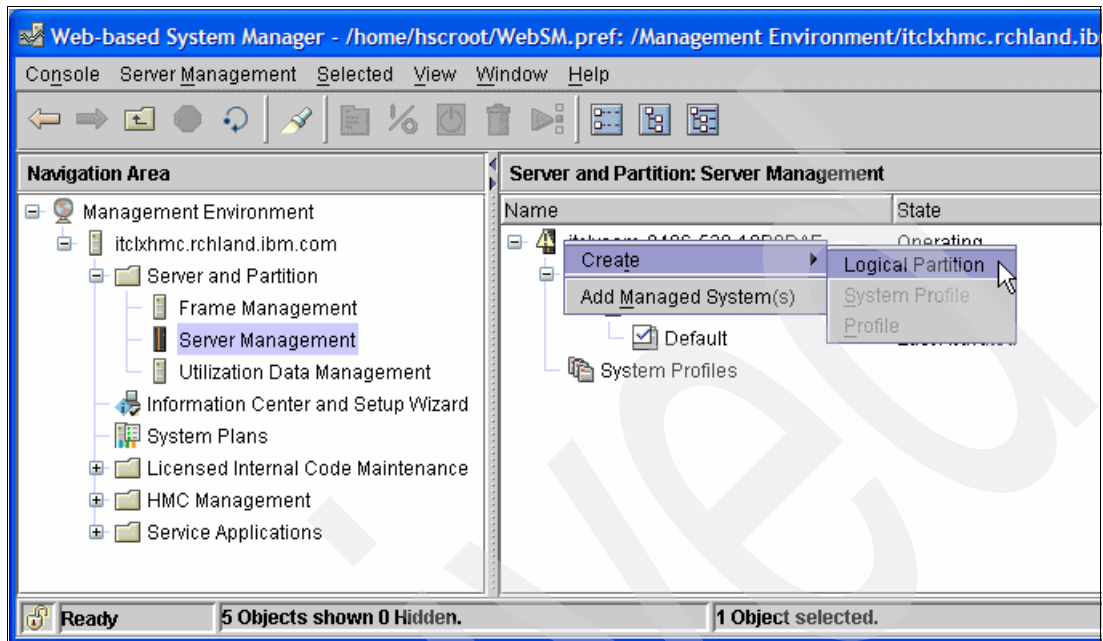 Web-based System Manager - /home/hscroot/WebSM.pref: /Management Environment/itclxhmc.rchland.ib
Console Server Management Selected View Window Help
Navigation Area
Management Environment
itclxhmc.rchland.ibm.com
Server and Partition
Frame Management
Server Management
Utilization Data Management
Information Center and Setup Wizard
System Plans
Licensed Internal Code Maintenance
HMC Management
Service Applications
Server and Partition: Server Management
Name State
Operating
Create
Add Managed System(s)
Logical Partition
System Profile
Profile
Default
System Profiles
Ready 5 Objects shown 0 Hidden. 1 Object selected.